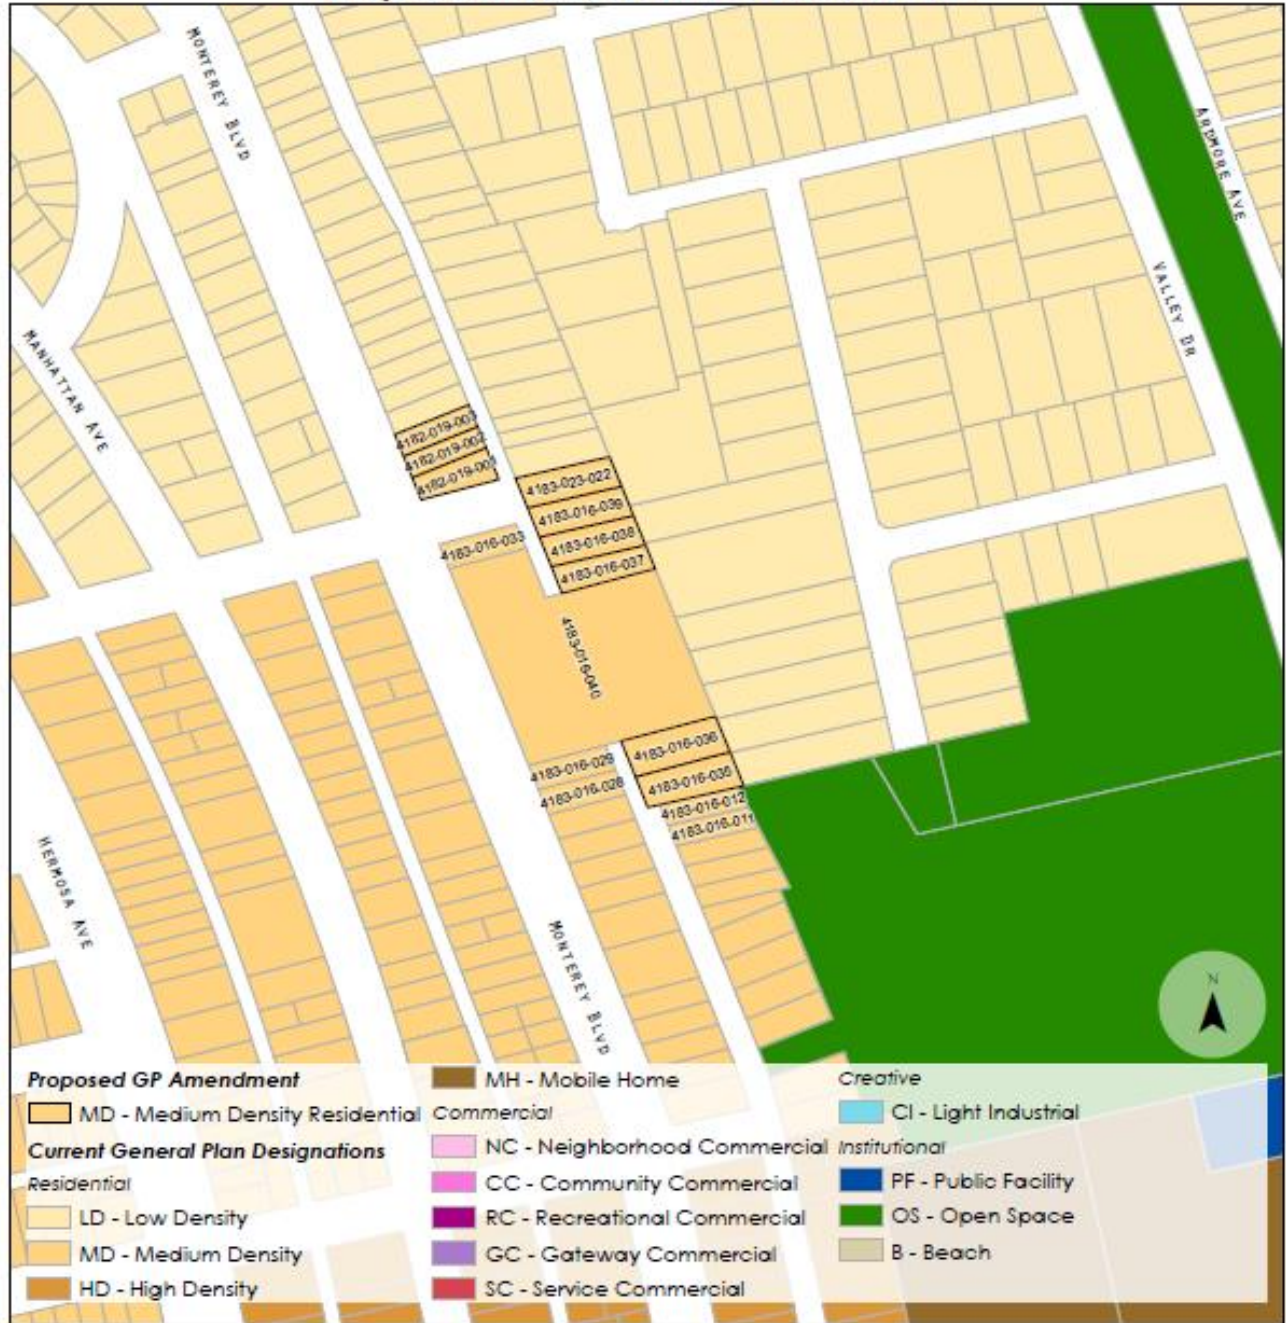 MONTEREY BLVD
ARDMORE AVE
VALLEY DR
MANHATTAN AVE
4182-019-003
4182-019-002
4182-019-001
4183-023-022
4183-016-039
4183-016-038
4183-016-037
4183-016-033
4183-016-040
4183-016-036
4183-016-035
4183-016-029
4183-016-028
4183-016-012
4183-016-011
HERMOSA AVE
MONTEREY BLVD
N
Proposed GP Amendment
MD - Medium Density Residential
Current General Plan Designations
Residential
LD - Low Density
MD - Medium Density
HD - High Density
MH - Mobile Home
Commercial
NC - Neighborhood Commercial
CC - Community Commercial
RC - Recreational Commercial
GC - Gateway Commercial
SC - Service Commercial
Creative
CI - Light Industrial
Institutional
PF - Public Facility
OS - Open Space
B - Beach